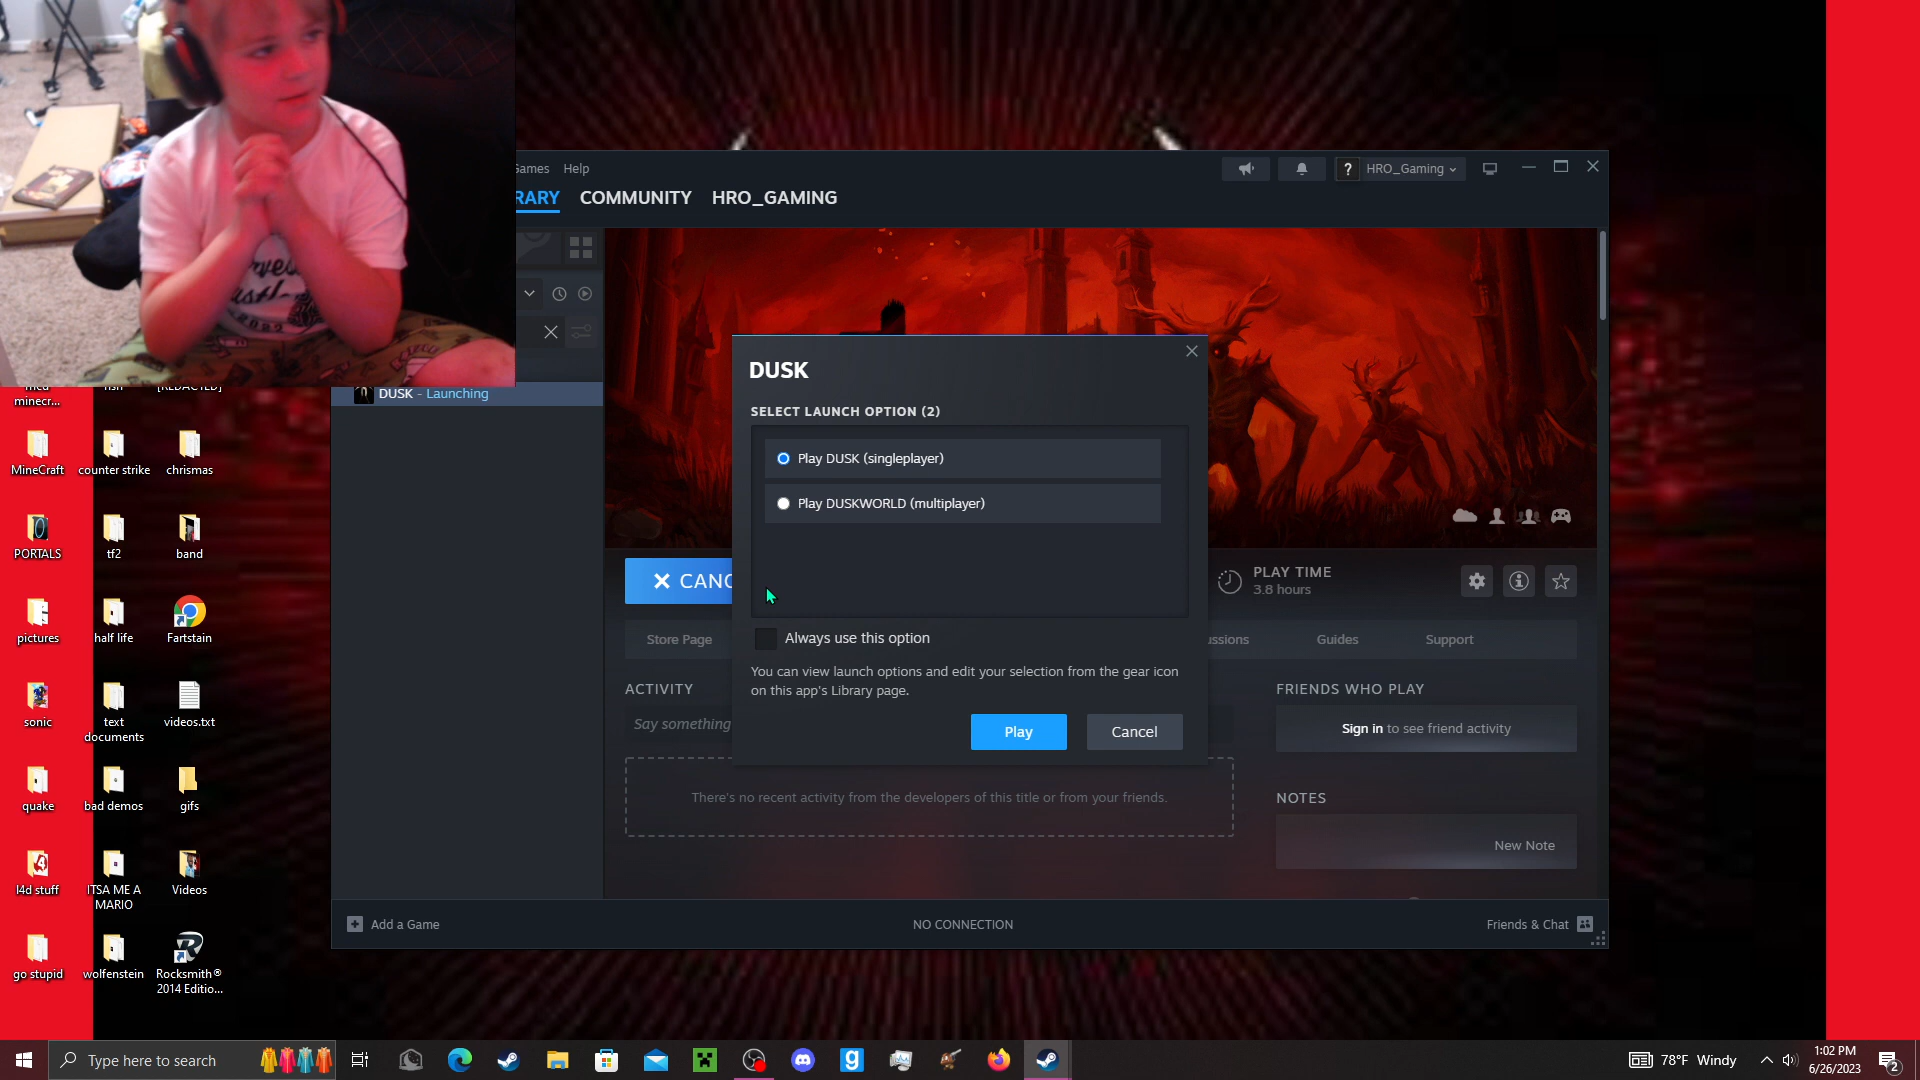 Games Help
HRO_Gaming
RARY COMMUNITY HRO_GAMING
DUSK - Launching
DUSK
SELECT LAUNCH OPTION (2)
Play DUSK (singleplayer)
Play DUSKWORLD (multiplayer)
Always use this option
You can view launch options and edit your selection from the gear icon
on this app's Library page.
Play Cancel
CANC
PLAY TIME
3.8 hours
Store Page
ussions Guides Support
ACTIVITY
Say something
There's no recent activity from the developers of this title or from your friends.
FRIENDS WHO PLAY
Sign in to see friend activity
NOTES
New Note
Add a Game
NO CONNECTION
Friends & Chat
minecr...
[REDACTED]
MineCraft
counter strike
chrismas
PORTALS
tf2
band
pictures
half life
Fartstain
sonic
text
documents
videos.txt
quake
bad demos
gifs
l4d stuff
ITSA ME A
MARIO
Videos
go stupid
wolfenstein
Rocksmith®
2014 Editio...
Type here to search
78°F Windy
1:02 PM
6/26/2023
2